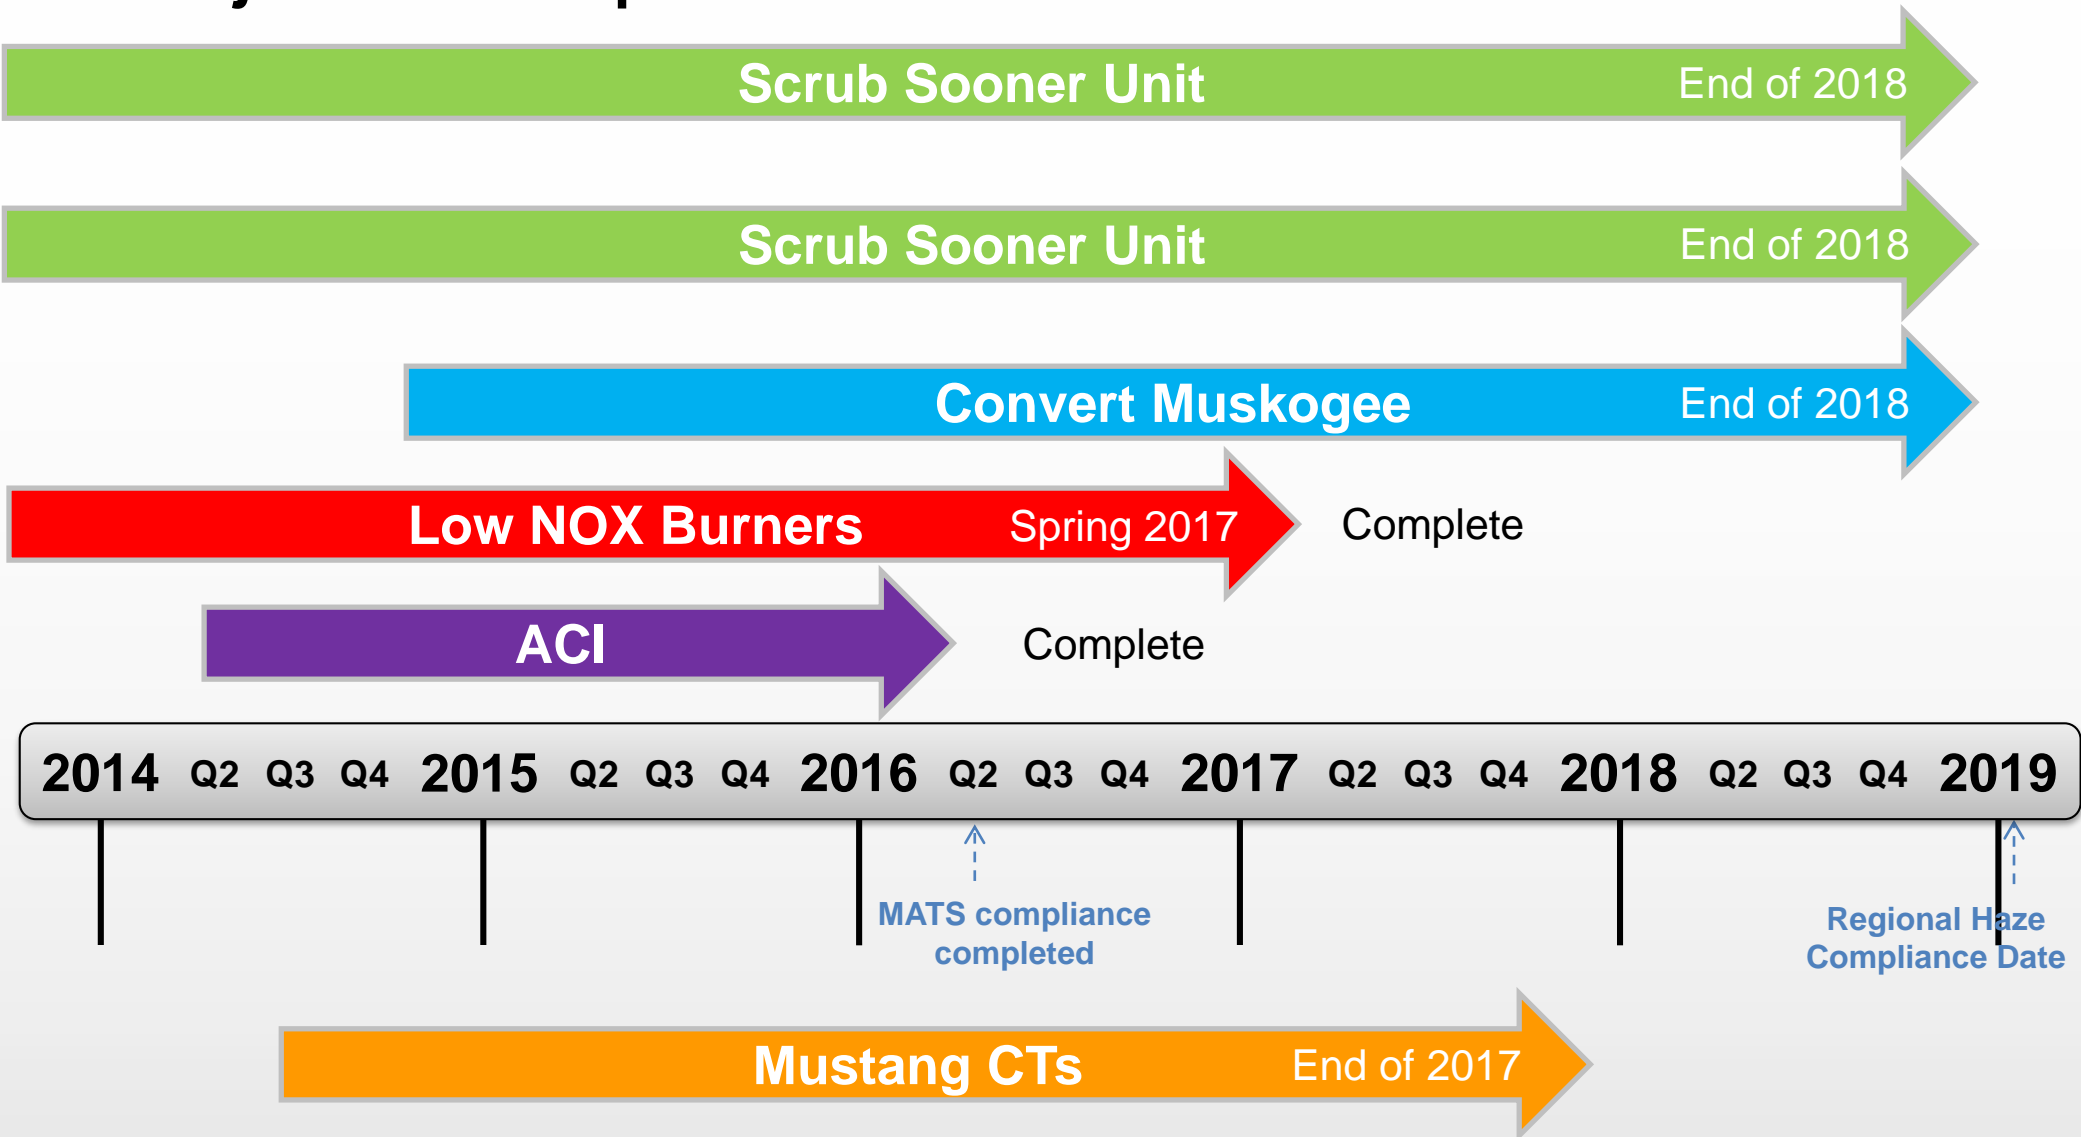 Scrub Sooner Unit End of 2018
Scrub Sooner Unit End of 2018
Convert Muskogee End of 2018
Low NOX Burners Spring 2017 Complete
ACI Complete
2014 Q2 Q3 Q4 2015 Q2 Q3 Q4 2016 Q2 Q3 Q4 2017 Q2 Q3 Q4 2018 Q2 Q3 Q4 2019
MATS compliance
completed
Regional Haze
Compliance Date
Mustang CTs End of 2017